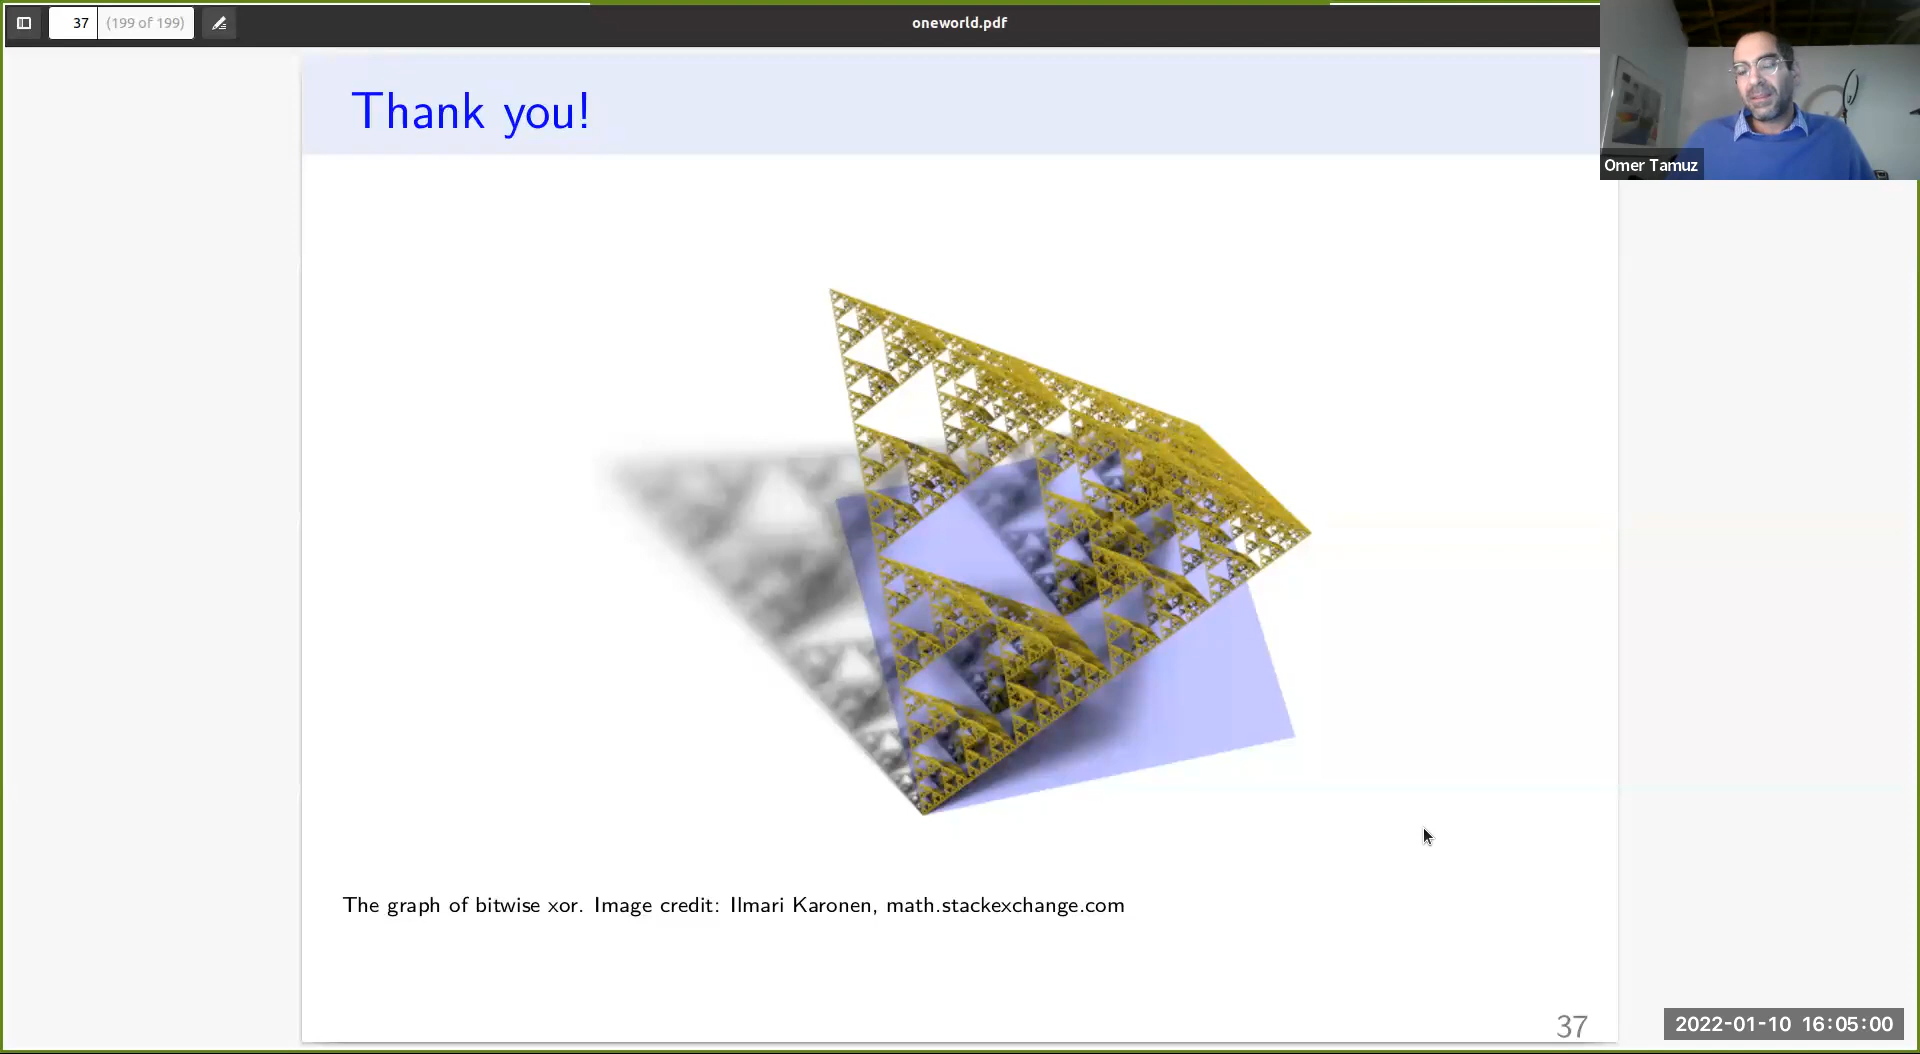 37 (199 of 199)
oneworld.pdf
Thank you!
Omer Tamuz
The graph of bitwise xor. Image credit: Ilmari Karonen, math.stackexchange.com
37
2022-01-10 16:05:00